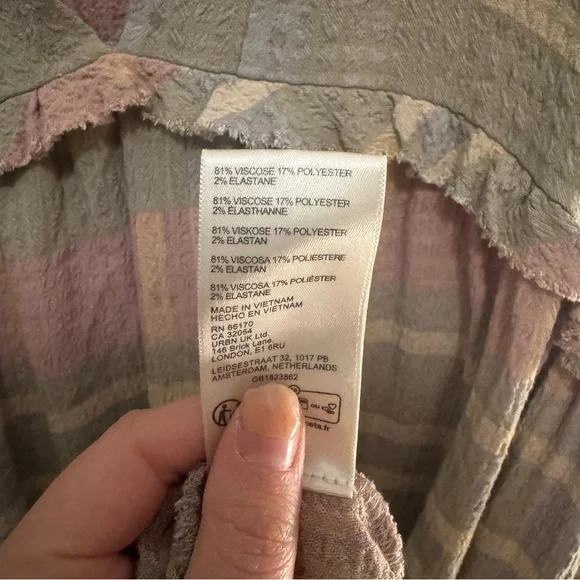 81% VISCOSE 17% POLYESTER
2% ELASTANE
81% VISCOSE 17% POLYESTER
2% ÉLASTHANNE
81% VISKOSE 17% POLYESTER
2% ELASTAN
81% VISCOSA 17% POLIESTERE
2% ELASTAN
81% VISCOSA 17% POLIÉSTER
2% ELASTANE
MADE IN VIETNAM
HECHO EN VIETNAM
RN 66170
CA 32054
URBN UK Ltd.
146 Brick Lane.
LONDON, E1 6RU
LEIDSESTRAAT 32, 1017 PB
AMSTERDAM, NETHERLANDS
GB1823862
ou